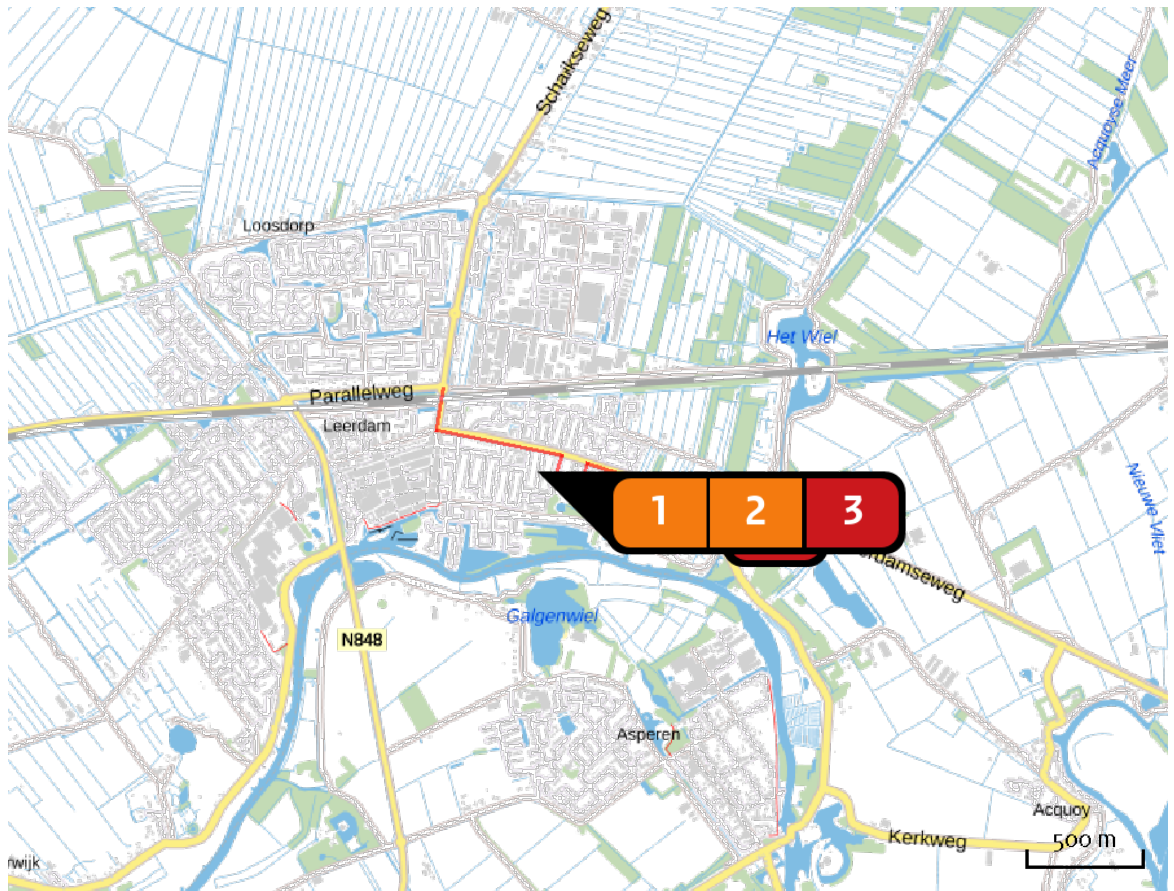 Schaikseweg
Acquoyse Meer
Loosdorp
Het Wiel
Parallelweg
Leerdam
Nieuwe Vliet
1 2 3
rdamseweg
Galgenwiel
N848
Asperen
Acquoy
Kerkweg
500 m
rwijk